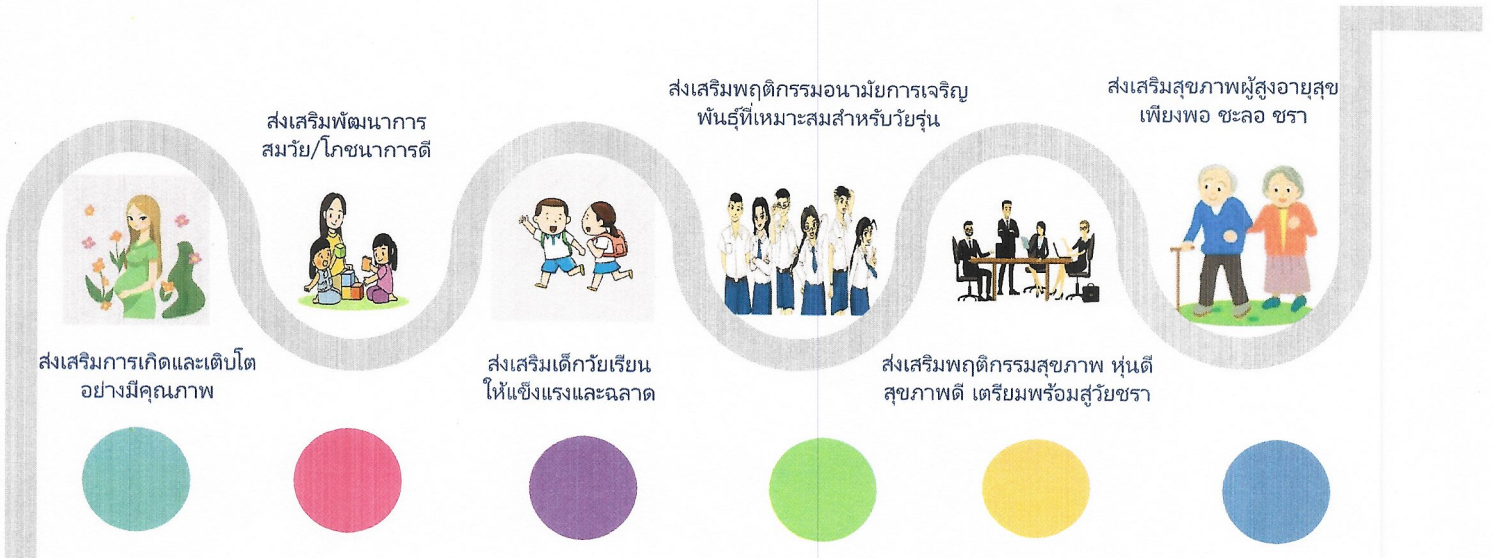 ส่งเสริมการเกิดและเติบโต
อย่างมีคุณภาพ
ส่งเสริมพัฒนาการ
สมวัย/โภชนาการดี
ส่งเสริมเด็กวัยเรียน
ให้แข็งแรงและฉลาด
ส่งเสริมพฤติกรรมอนามัยการเจริญ
พันธุ์ที่เหมาะสมสำหรับวัยรุ่น
ส่งเสริมพฤติกรรมสุขภาพ หุ่นดี
สุขภาพดี เตรียมพร้อมสู่วัยชรา
ส่งเสริมสุขภาพผู้สูงอายุสุข
เพียงพอ ชะลอ ชรา